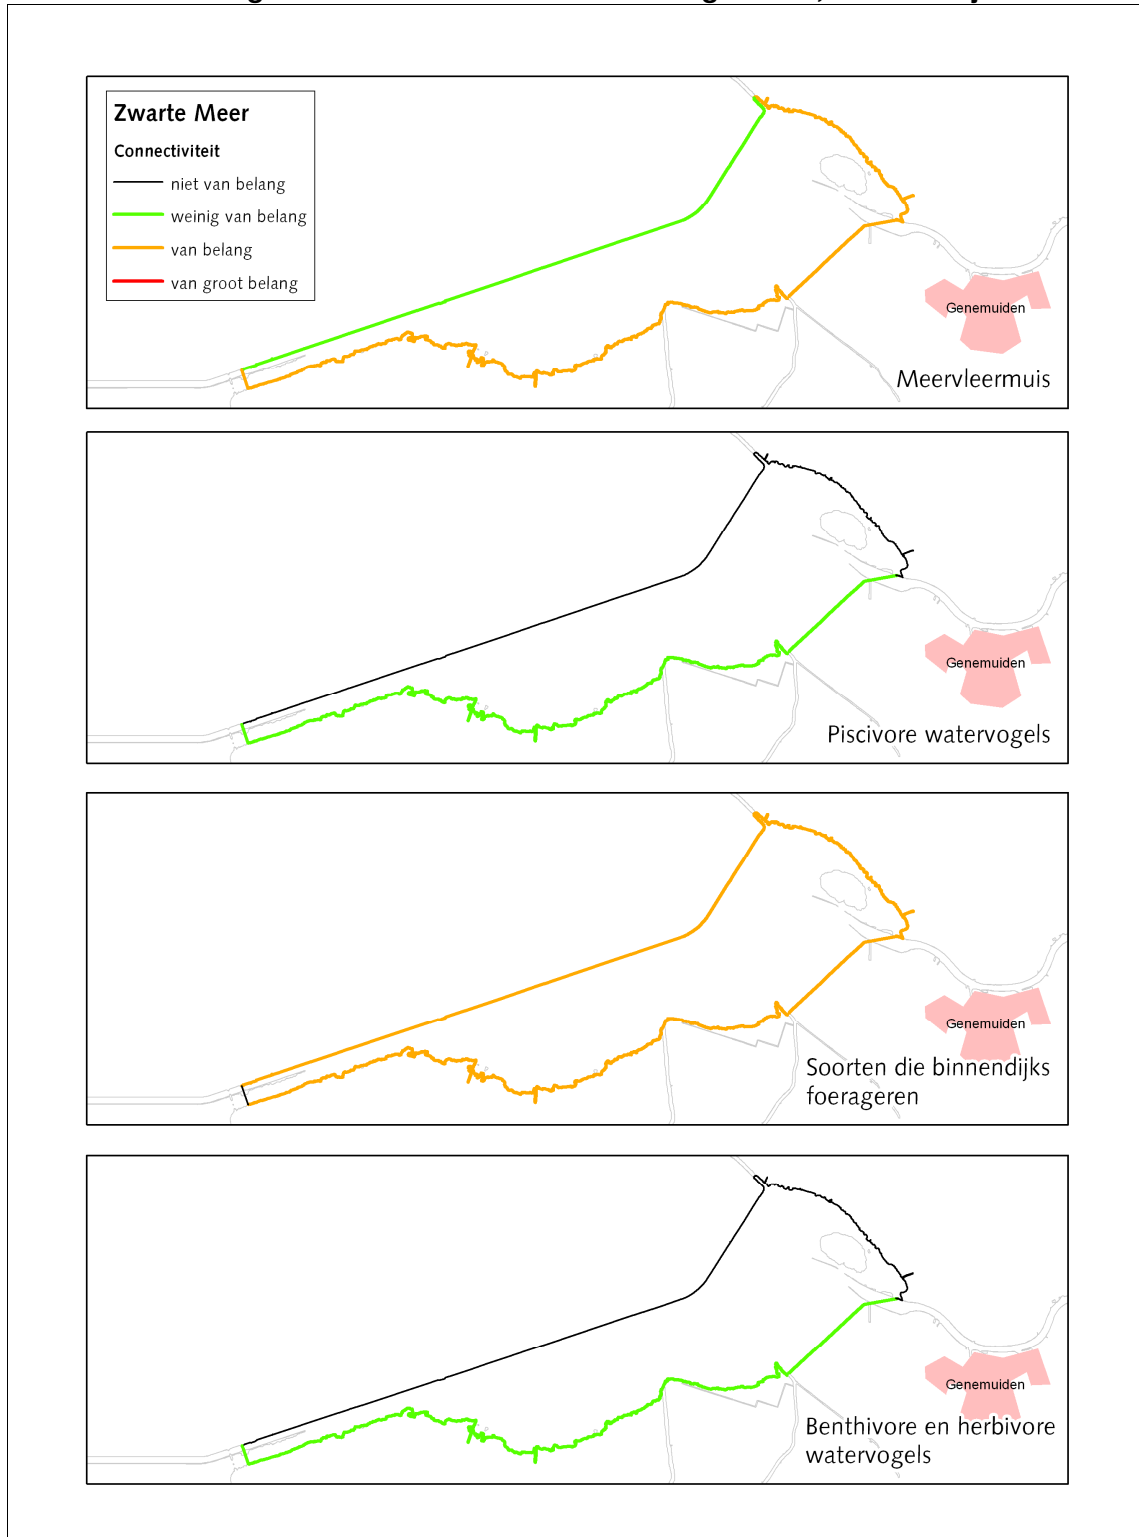 Zwarte Meer
Connectiviteit
niet van belang
weinig van belang
van belang
van groot belang
Genemuiden
Meervleermuis
Genemuiden
Piscivore watervogels
Genemuiden
Soorten die binnendijks
foerageren
Genemuiden
Benthivore en herbivore
watervogels